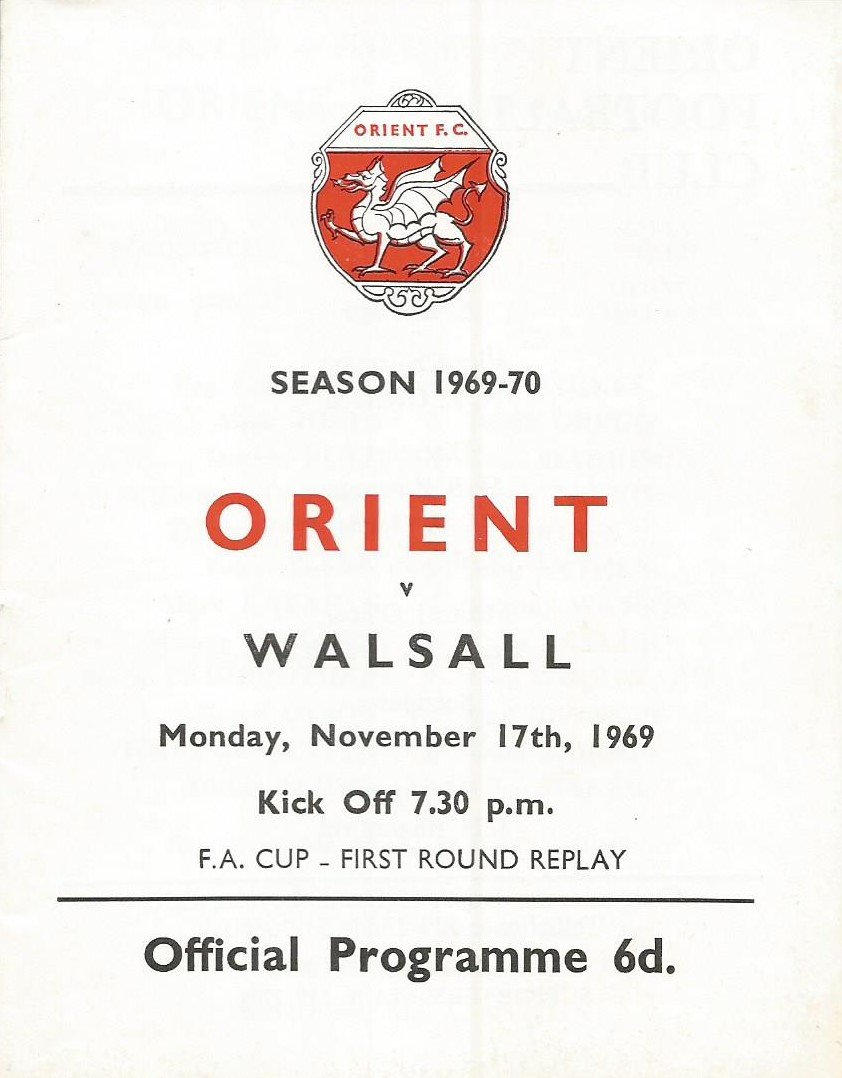 ORIENT F.C.
SEASON 1969-70
ORIENT
v
WALSALL
Monday, November 17th, 1969
Kick Off 7.30 p.m.
F.A. CUP - FIRST ROUND REPLAY
Official Programme 6d.